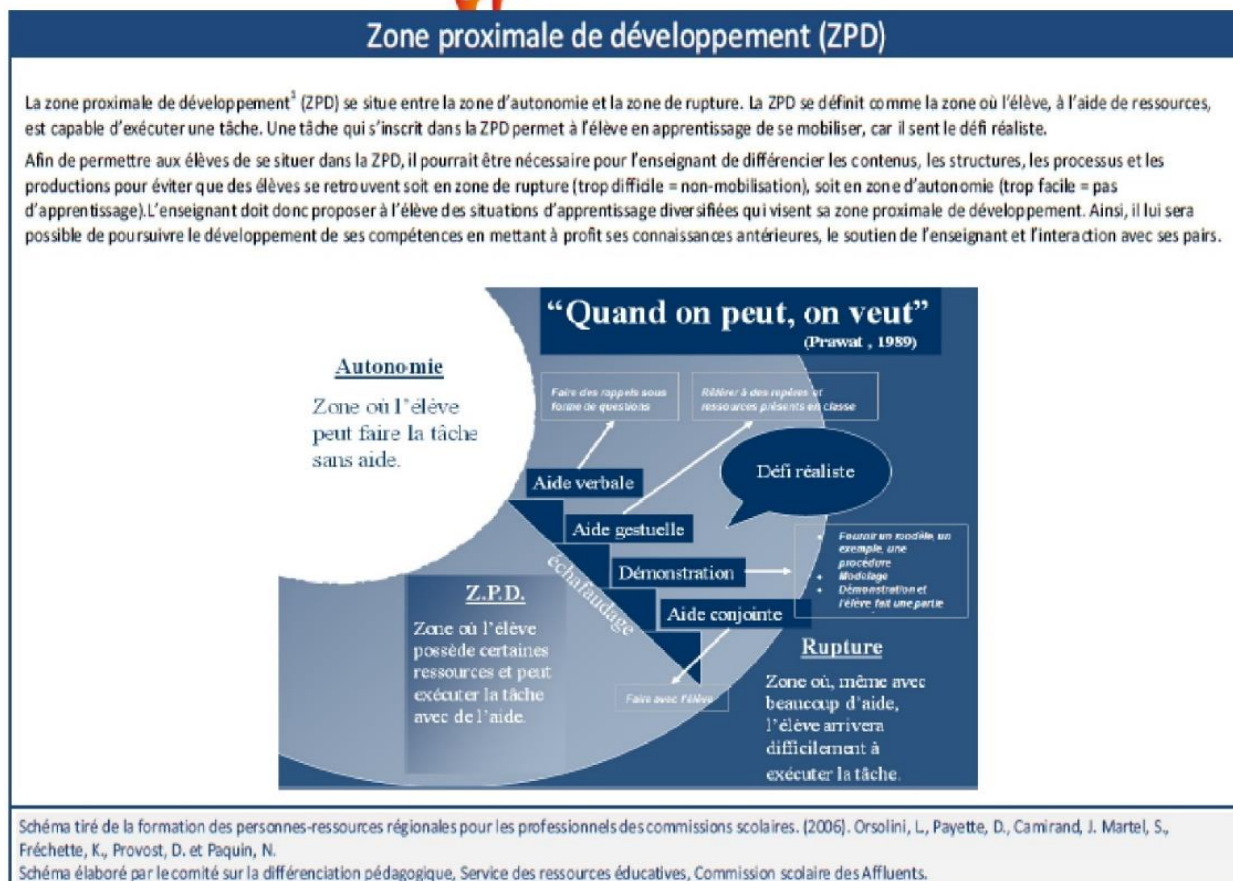 Zone proximale de développement (ZPD)
La zone proximale de développement¹ (ZPD) se situe entre la zone d'autonomie et la zone de rupture. La ZPD se définit comme la zone où l'élève, à l'aide de ressources,
est capable d'exécuter une tâche. Une tâche qui s'inscrit dans la ZPD permet à l'élève en apprentissage de se mobiliser, car il sent le défi réaliste.
Afin de permettre aux élèves de se situer dans la ZPD, il pourrait être nécessaire pour l'enseignant de différencier les contenus, les structures, les processus et les
productions pour éviter que des élèves se retrouvent soit en zone de rupture (trop difficile = non-mobilisation), soit en zone d'autonomie (trop facile = pas
d'apprentissage).L'enseignant doit donc proposer à l'élève des situations d'apprentissage diversifiées qui visent sa zone proximale de développement. Ainsi, il lui sera
possible de poursuivre le développement de ses compétences en mettant à profit ses connaissances antérieures, le soutien de l'enseignant et l'interaction avec ses pairs.
“Quand on peut, on veut”
(Prawat , 1989)
Autonomie
Zone où l'élève
peut faire la tâche
sans aide.
Faire des rappels sous
forme de questions
Référer à des repères et
ressources présents en classe
Défi réaliste
Aide verbale
Aide gestuelle
Démonstration
Aide conjointe
échafaudage
• Fournir un modèle, un
exemple, une
procédure
• Modelage
• Démonstration et
l'élève fait une partie
Z.P.D.
Zone où l'élève
possède certaines
ressources et peut
exécuter la tâche
avec de l'aide.
Faire avec l'élève
Rupture
Zone où, même avec
beaucoup d'aide,
l'élève arrivera
difficilement à
exécuter la tâche.
Schéma tiré de la formation des personnes-ressources régionales pour les professionnels des commissions scolaires. (2006). Orsolini, L., Payette, D., Camirand, J. Martel, S.,
Fréchette, K., Provost, D. et Paquin, N.
Schéma élaboré par le comité sur la différenciation pédagogique, Service des ressources éducatives, Commission scolaire des Affluents.